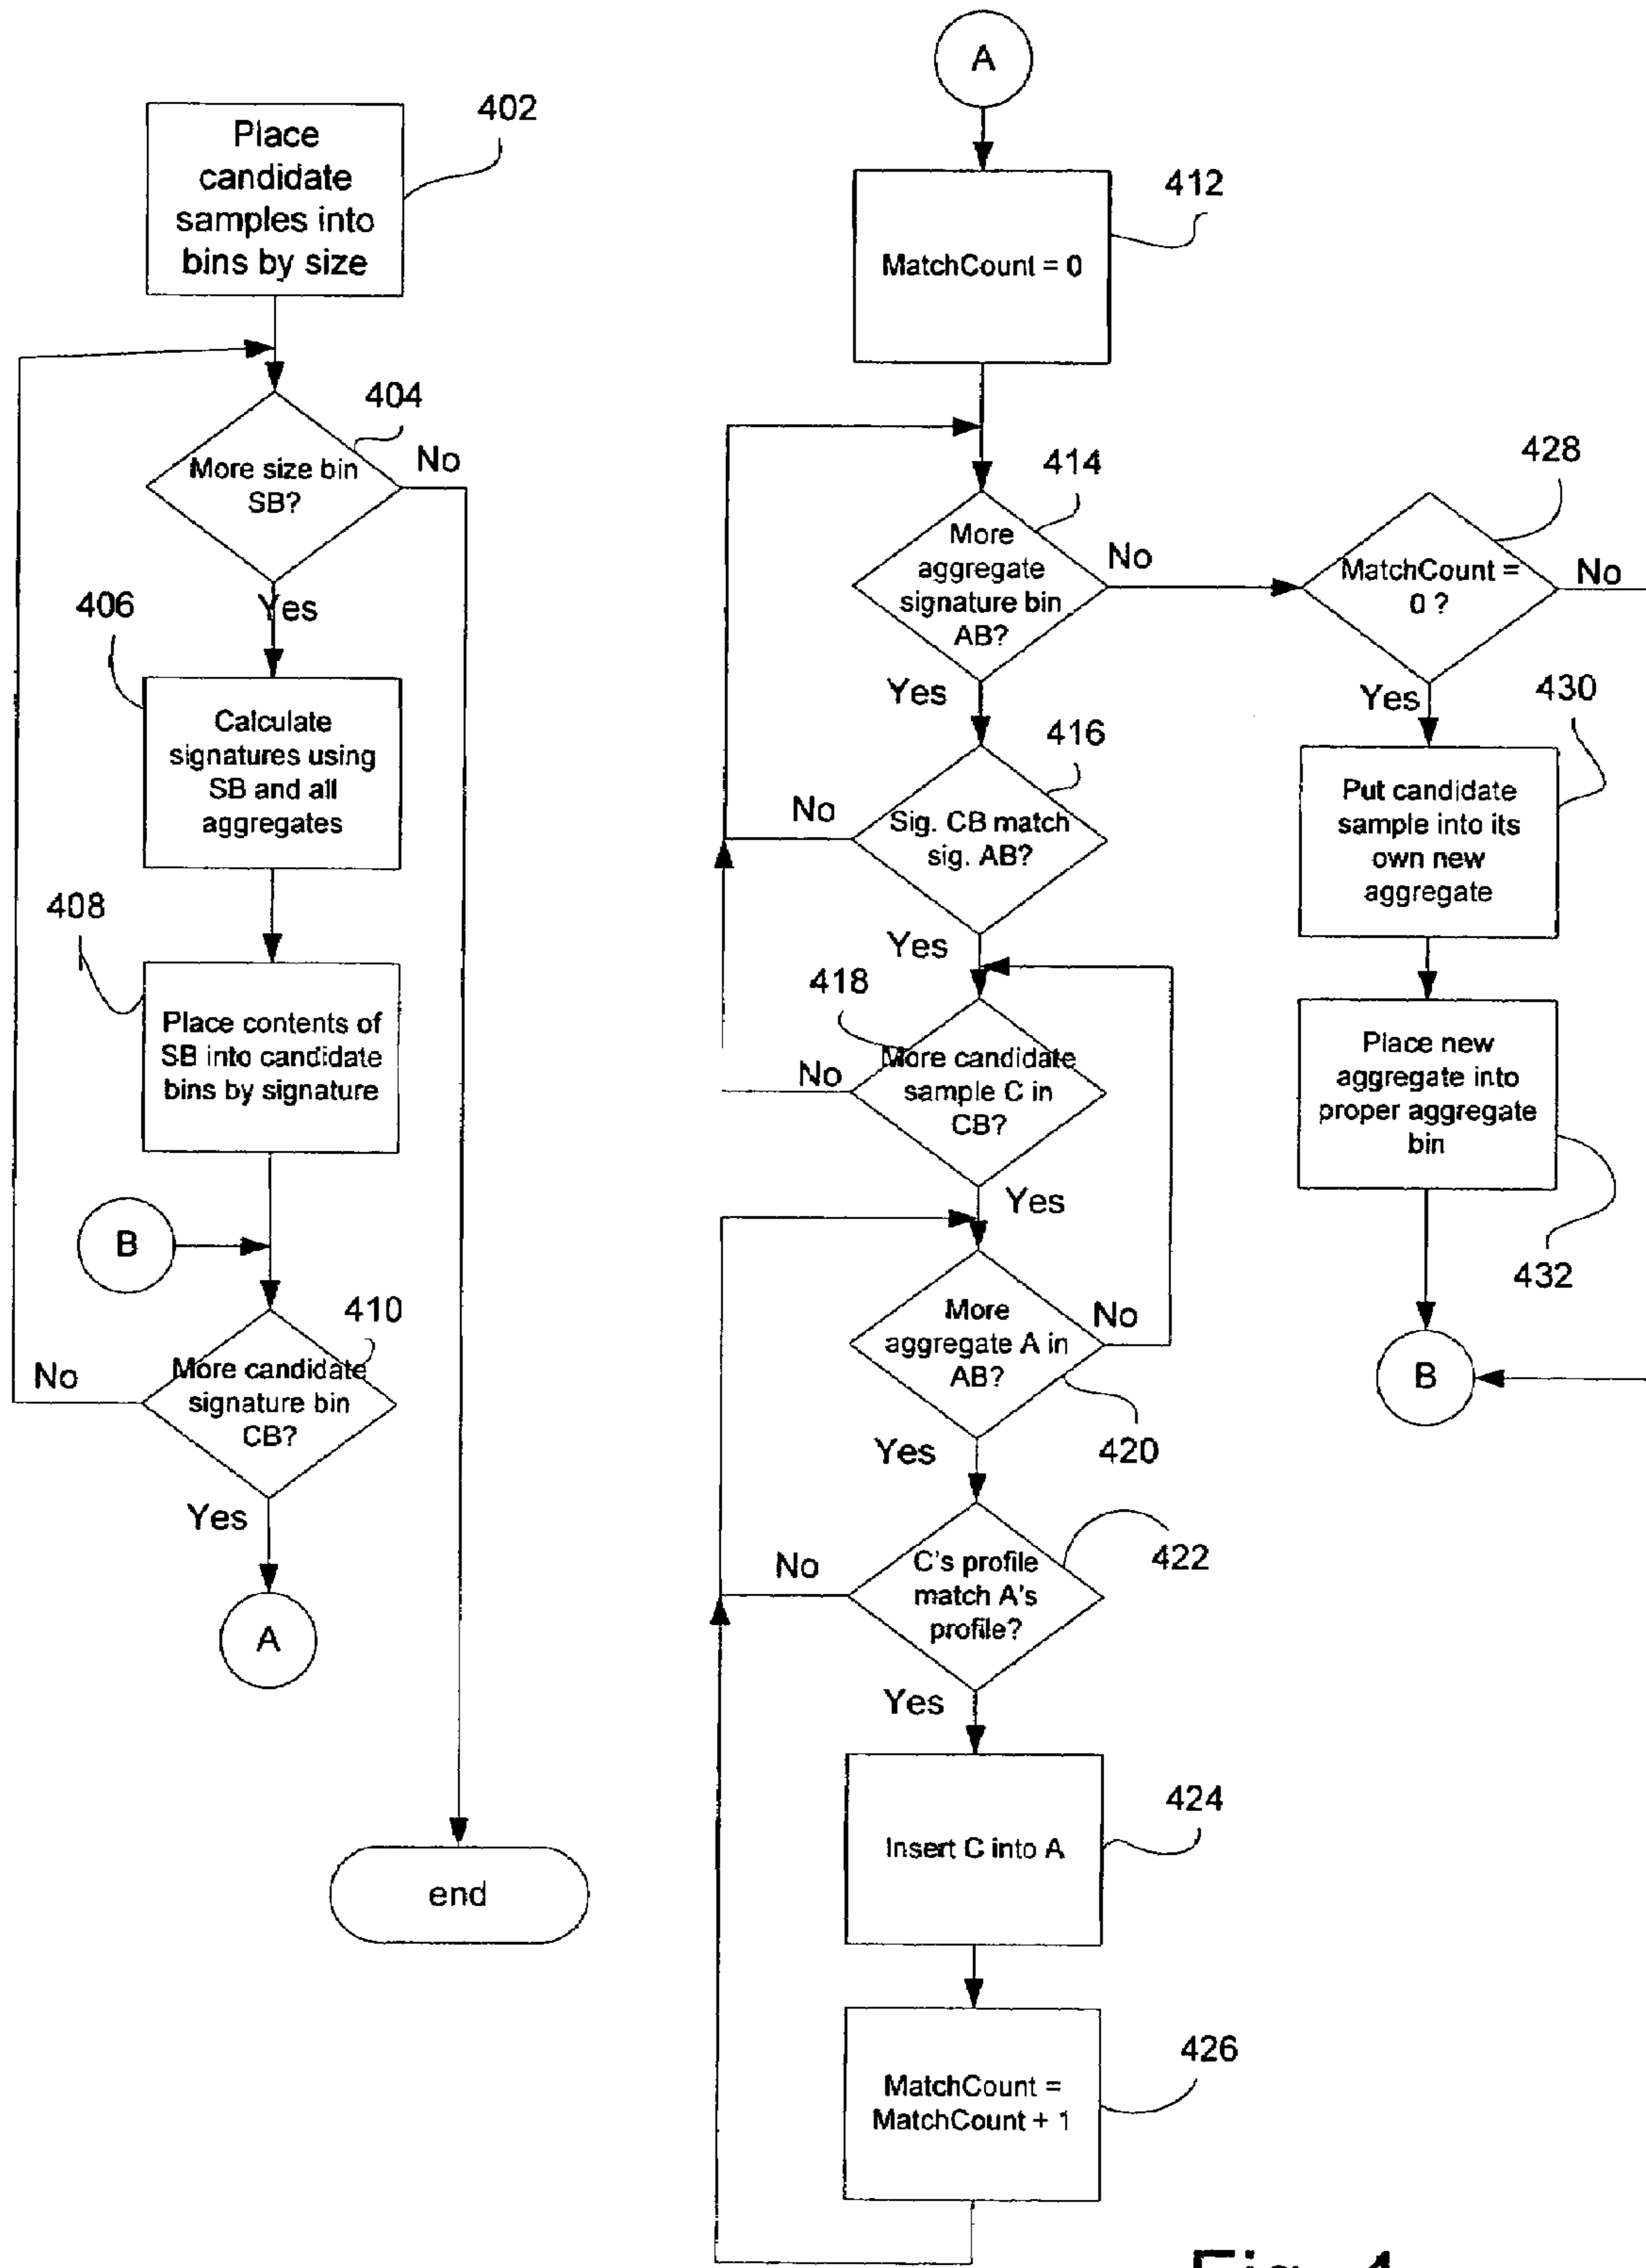 402
Place
candidate
samples into
bins by size
404
More size bin
SB?
No
Yes
406
Calculate
signatures using
SB and all
aggregates
408
Place contents of
SB into candidate
bins by signature
B
410
More candidate
signature bin
CB?
No
Yes
A
end
A
412
MatchCount = 0
414
More
aggregate
signature bin
AB?
No
Yes
416
Sig. CB match
sig. AB?
No
Yes
418
More candidate
sample C in
CB?
No
Yes
More
aggregate A in
AB?
No
420
Yes
C's profile
match A's
profile?
422
No
Yes
424
Insert C into A
426
MatchCount =
MatchCount + 1
428
MatchCount =
0 ?
No
Yes
430
Put candidate
sample into its
own new
aggregate
Place new
aggregate into
proper aggregate
bin
432
B